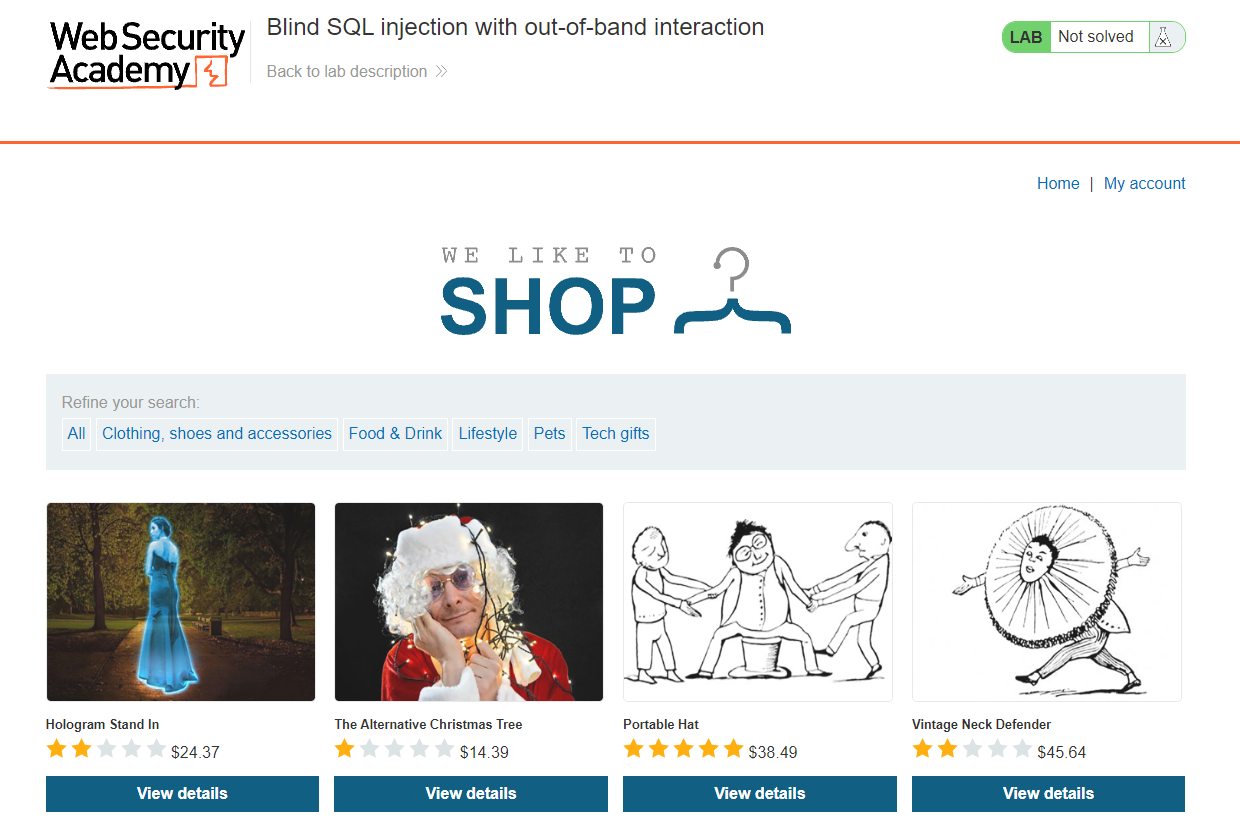 Web Security
Academy
Blind SQL injection with out-of-band interaction
Back to lab description
LAB Not solved
Home | My account
WE LIKE TO
SHOP
Refine your search:
All Clothing, shoes and accessories Food & Drink Lifestyle Pets Tech gifts
Hologram Stand In The Alternative Christmas Tree Portable Hat Vintage Neck Defender
$24.37 $14.39 $38.49 $45.64
View details View details View details View details